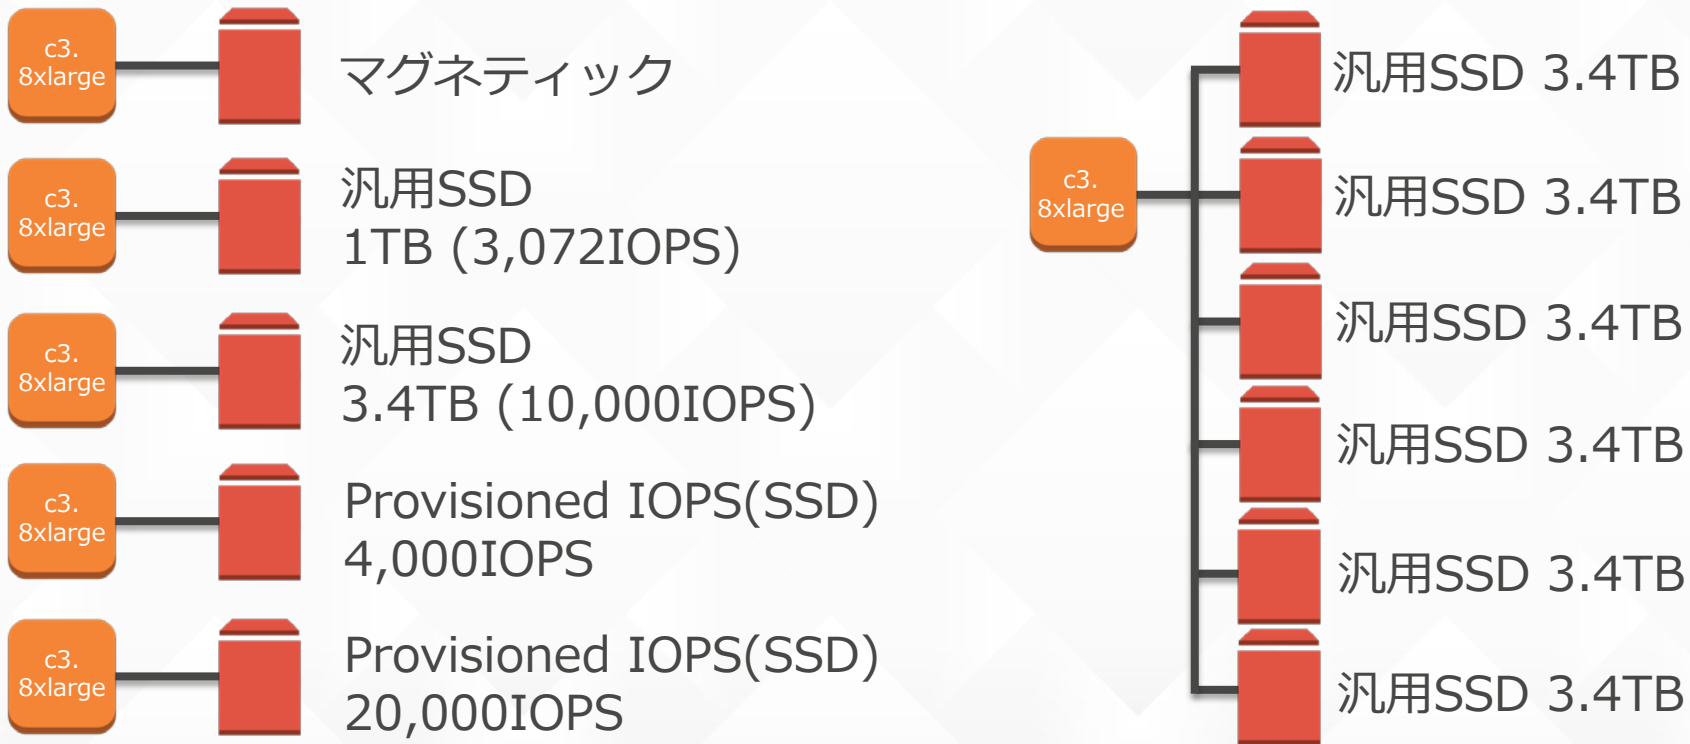 c3.
8xlarge
マグネティック
c3.
8xlarge
汎用SSD
1TB (3,072IOPS)
c3.
8xlarge
汎用SSD
3.4TB (10,000IOPS)
c3.
8xlarge
Provisioned IOPS(SSD)
4,000IOPS
c3.
8xlarge
Provisioned IOPS(SSD)
20,000IOPS
c3.
8xlarge
汎用SSD 3.4TB
汎用SSD 3.4TB
汎用SSD 3.4TB
汎用SSD 3.4TB
汎用SSD 3.4TB
汎用SSD 3.4TB